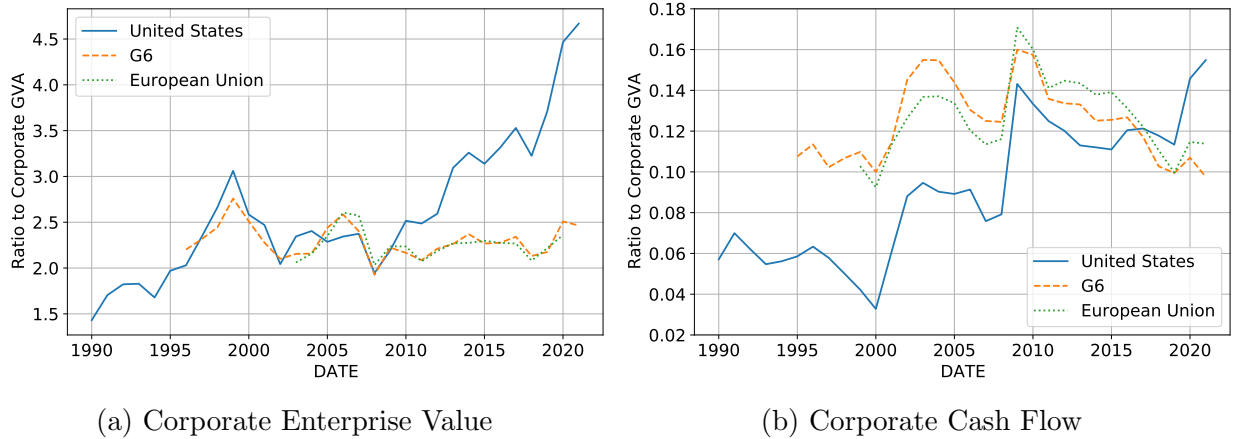 4.5
4.0
3.5
3.0
2.5
2.0
1.5
Ratio to Corporate GVA
United States
G6
European Union
1990 1995 2000 2005 2010 2015 2020
DATE
(a) Corporate Enterprise Value
0.18
0.16
0.14
0.12
0.10
0.08
0.06
0.04
0.02
Ratio to Corporate GVA
United States
G6
European Union
1990 1995 2000 2005 2010 2015 2020
DATE
(b) Corporate Cash Flow